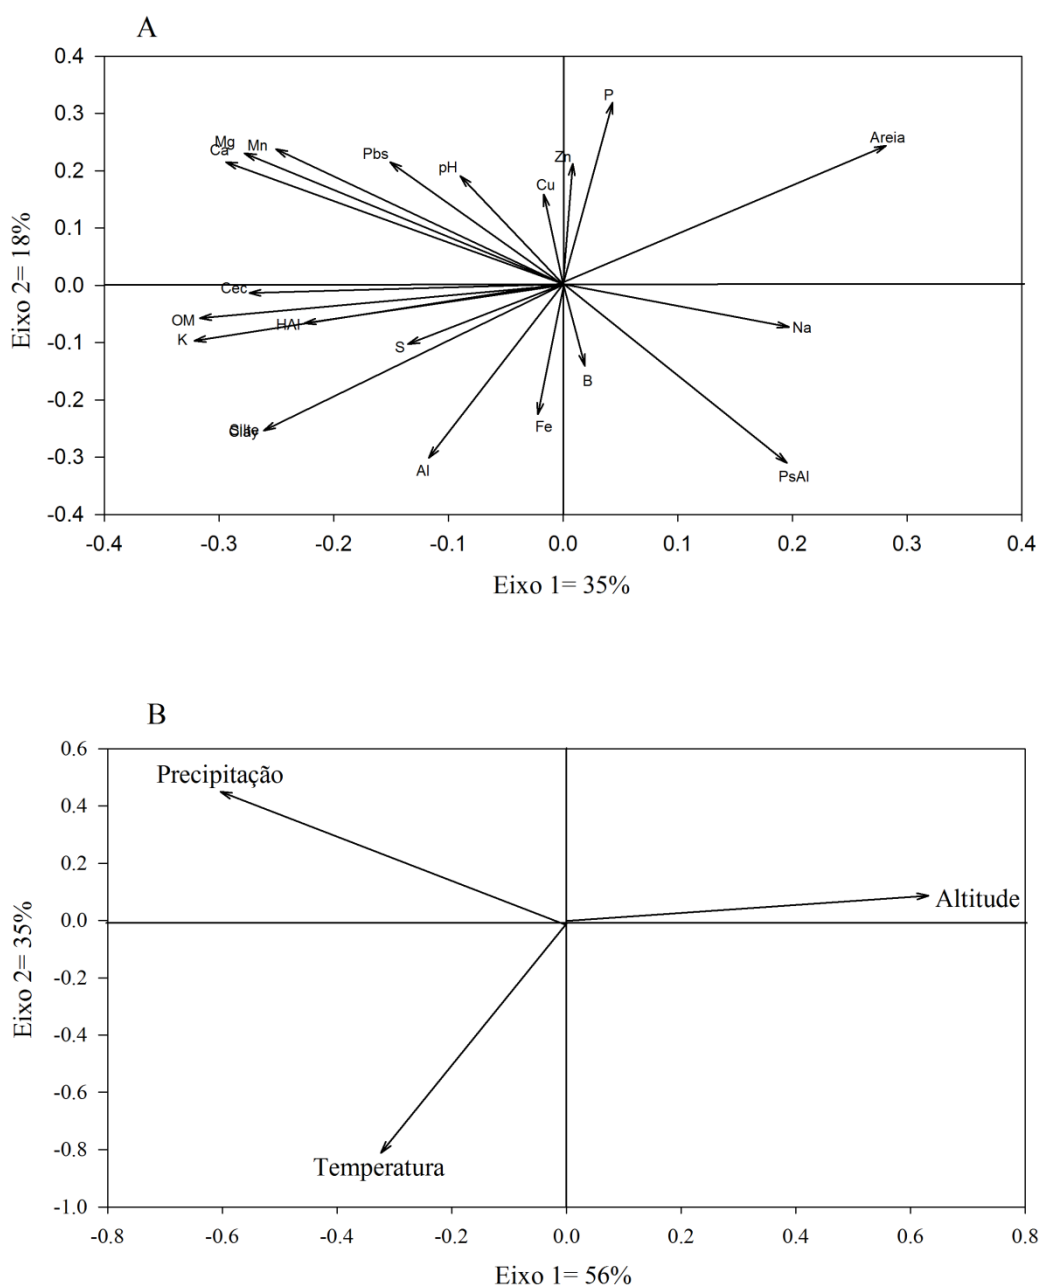 A
0.4
0.3
0.2
0.1
0.0
-0.1
-0.2
-0.3
-0.4
Eixo 2= 18%
P
Areia
Mg
Mn
Ca
Pbs
pH
Zn
Cu
Cec
OM
HAl
K
S
Na
B
Fe
Clay
Al
PsAl
-0.4 -0.3 -0.2 -0.1 0.0 0.1 0.2 0.3 0.4
Eixo 1= 35%
B
0.6
0.4
0.2
0.0
-0.2
-0.4
-0.6
-0.8
-1.0
Eixo 2= 35%
Precipitação
Altitude
Temperatura
-0.8 -0.6 -0.4 -0.2 0.0 0.2 0.4 0.6 0.8
Eixo 1= 56%